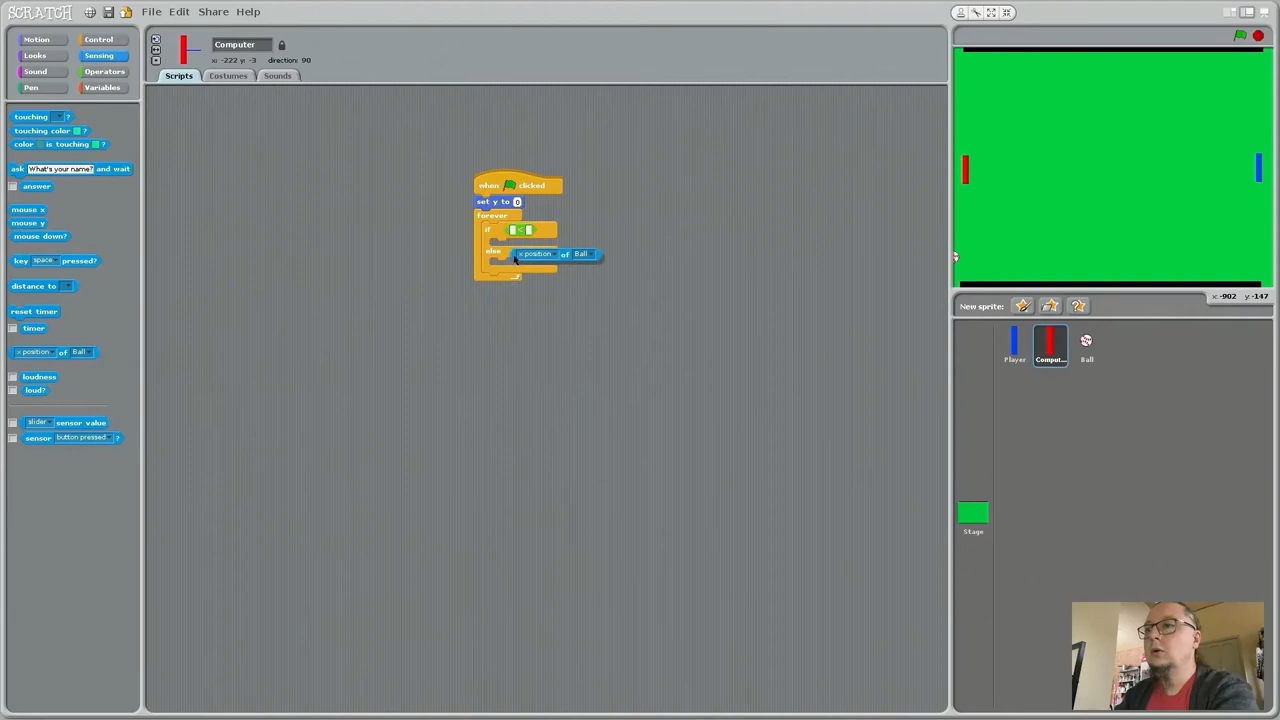 SCRATCH File Edit Share Help
Motion Control
Looks Sensing
Sound Operators
Pen Variables
Computer
x: -222 y: -3 direction: 90
Scripts Costumes Sounds
touching ?
touching color ?
color is touching ?
ask What's your name? and wait
answer
mouse x
mouse y
mouse down?
key space pressed?
distance to
reset timer
timer
x position of Ball
loudness
loud?
slider sensor value
sensor button pressed ?
when clicked
set y to 0
forever
if <
else
x position of Ball
x: -902 y: -147
New sprite:
Player Comput... Ball
Stage